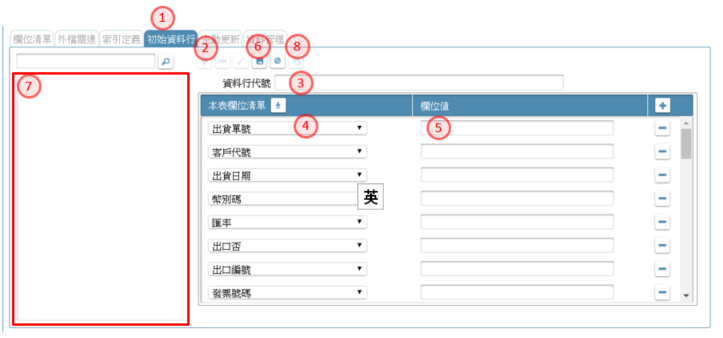 1
欄位清單 外檔關連 索引定義 初始資料行 動更新 管理
2 6 8
7 資料行代號 3
本表欄位清單 欄位值
4 5
出貨單號
客戶代號
出貨日期
幣別碼
英
匯率
出口否
出口編號
發票號碼